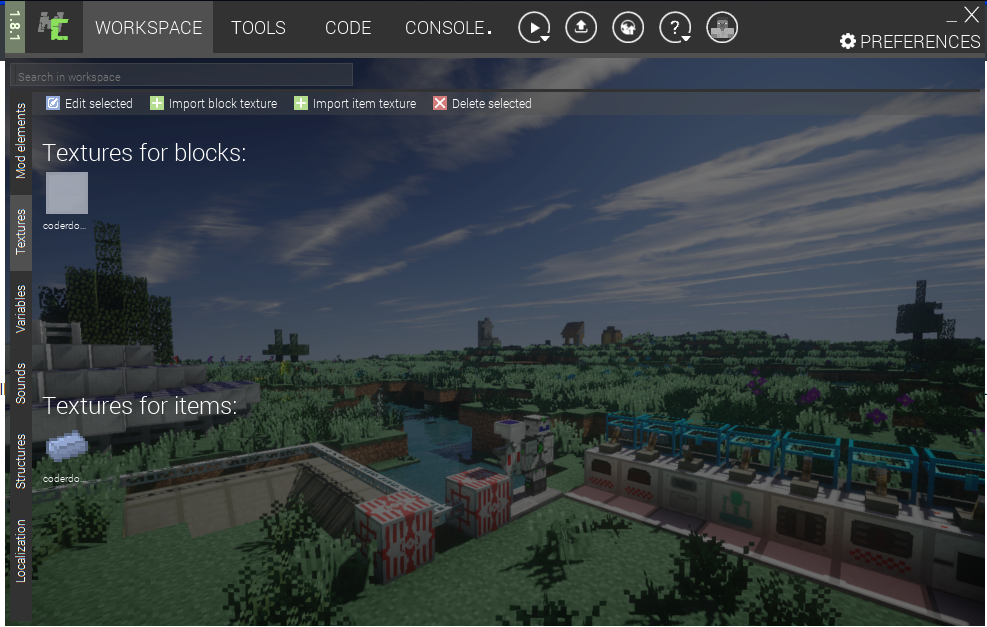 1.8.1
WORKSPACE TOOLS CODE CONSOLE.
PREFERENCES
Search in workspace
Edit selected Import block texture Import item texture Delete selected
Mod elements
Textures
Variables
Sounds
Structures
Localization
Textures for blocks:
coderdo...
Textures for items:
coderdo...